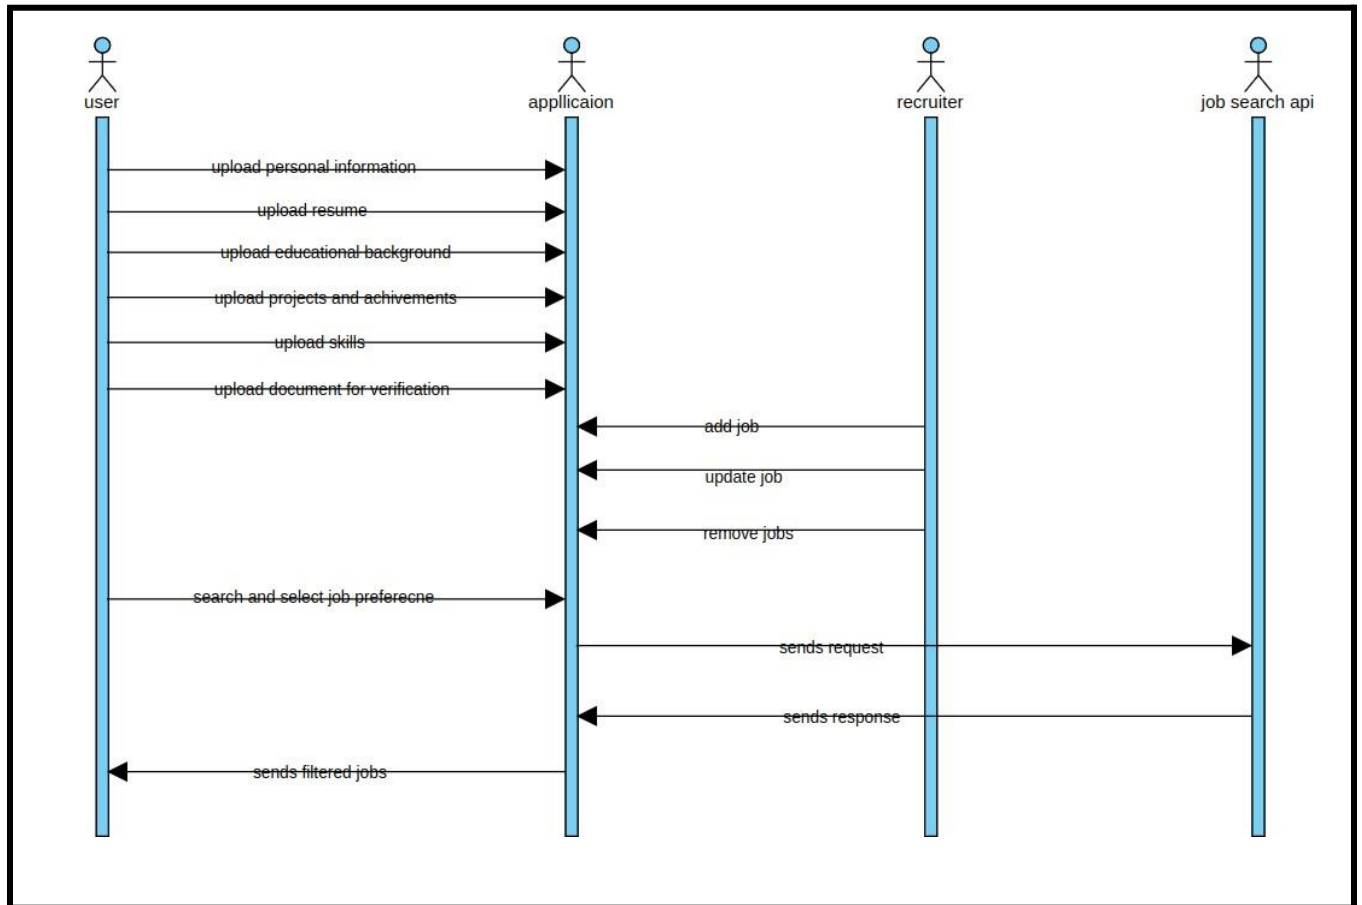 user
appllicaion
recruiter
job search api
upload personal information
upload resume
upload educational background
upload projects and achivements
upload skills
upload document for verification
add job
update job
remove jobs
search and select job preferecne
sends request
sends response
sends filtered jobs